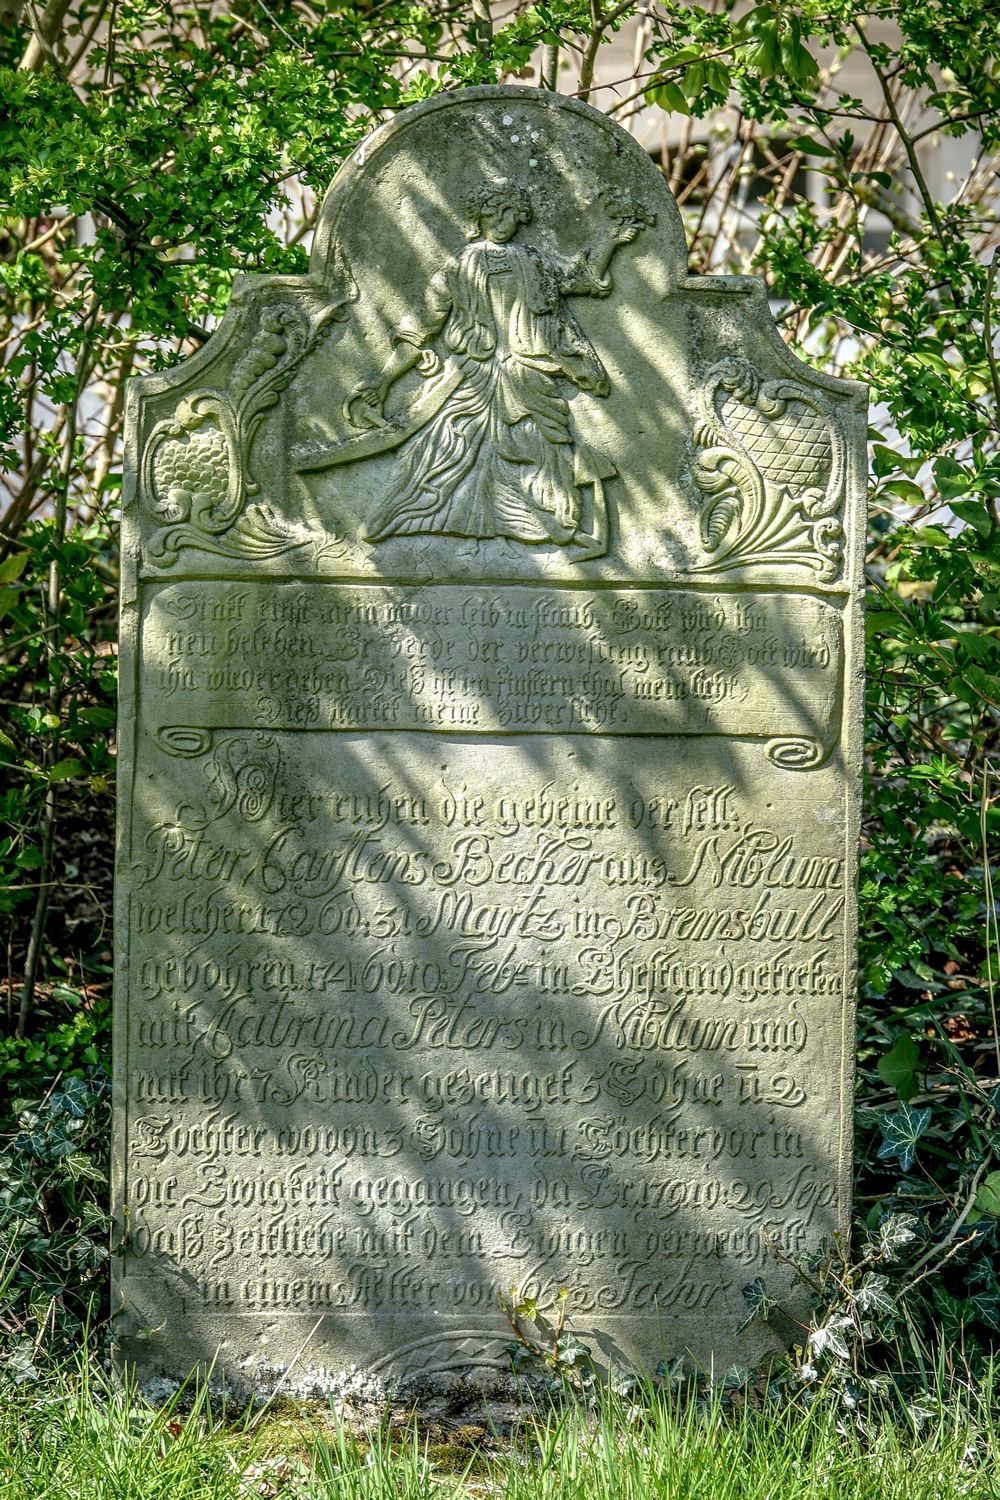 Sinkt einst mein müder leib in staub. Gott wird ihn
neu beleben. Er werde der verwesung raub Gott wird
ihn wieder geben. Dieß ist im finstern thal mein licht,
Dieß stärket meine zuversicht.
Hier ruhen die gebeine der sell:
Peter Carstens Becker aus Niblum
welcher 1726 d: 31 Martz in Bremsbull
gebohren. 1746 d 10 Feb: in Ehestand getreten
mit Catrina Peters in Niblum und
mit ihr 7 Kinder gezeuget 5 Söhne ū 2
Töchter wovon 3 Söhne ū 1 Töchter vor in
die Ewigkeit gegangen, da Er. 1791 d: 29 Sep:
daß Zeitliche mit dem Ewigen verwechselt
in einem Alter von 65½ Jahr